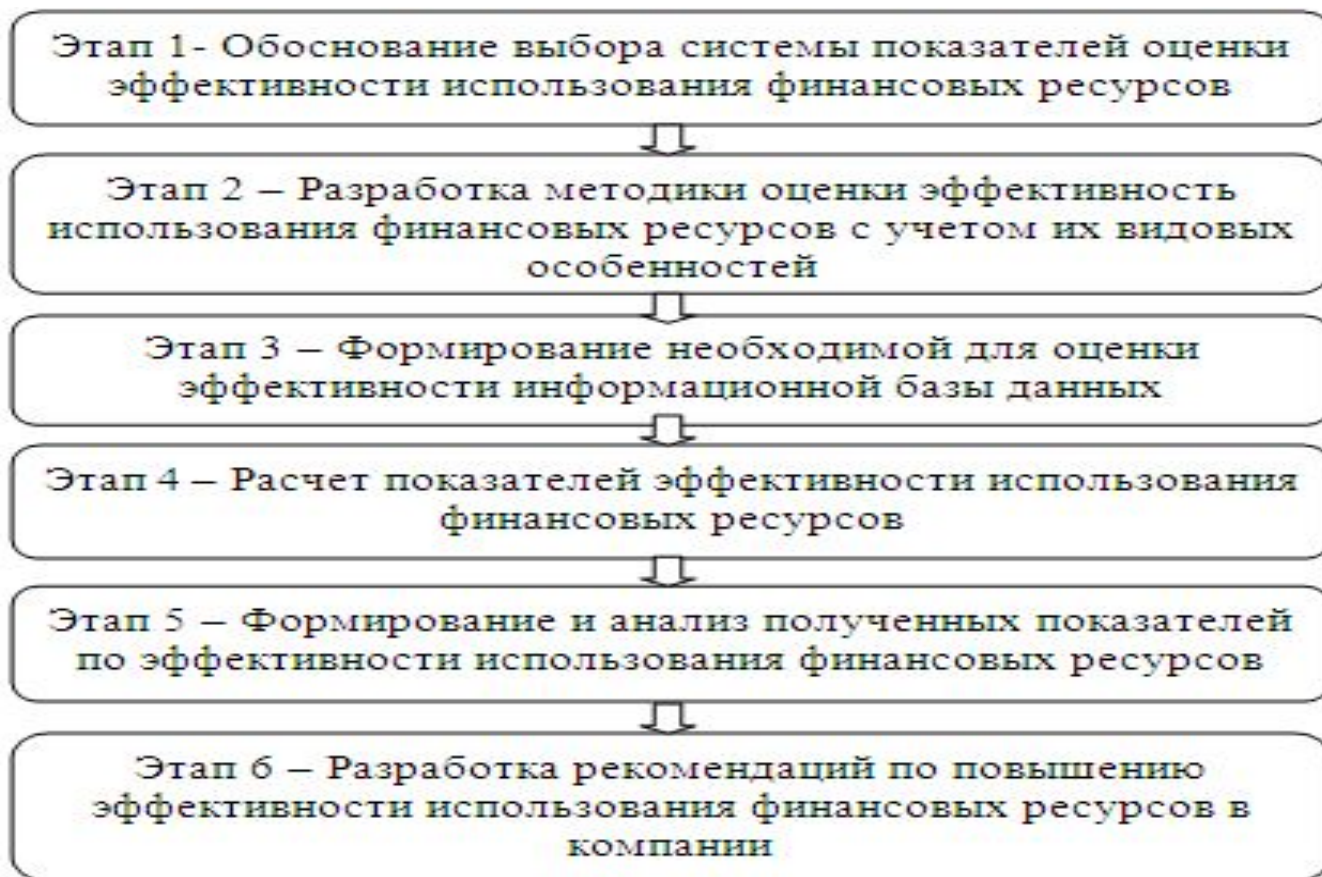 Этап 1- Обоснование выбора системы показателей оценки
эффективности использования финансовых ресурсов
Этап 2 – Разработка методики оценки эффективность
использования финансовых ресурсов с учетом их видовых
особенностей
Этап 3 – Формирование необходимой для оценки
эффективности информационной базы данных
Этап 4 – Расчет показателей эффективности использования
финансовых ресурсов
Этап 5 – Формирование и анализ полученных показателей
по эффективности использования финансовых ресурсов
Этап 6 – Разработка рекомендаций по повышению
эффективности использования финансовых ресурсов в
компании